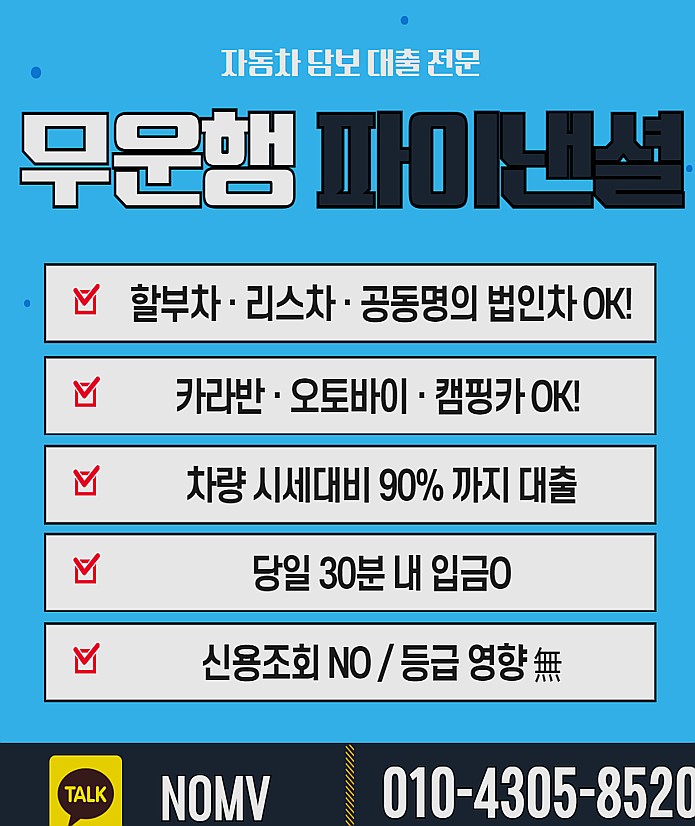 자동차 담보 대출 전문
무운행 파이낸셜
할부차 · 리스차 · 공동명의 법인차 OK!
카라반 · 오토바이 · 캠핑카 OK!
차량 시세대비 90% 까지 대출
당일 30분 내 입금O
신용조회 NO / 등급 영향 無
TALK NOMV 010-4305-8520